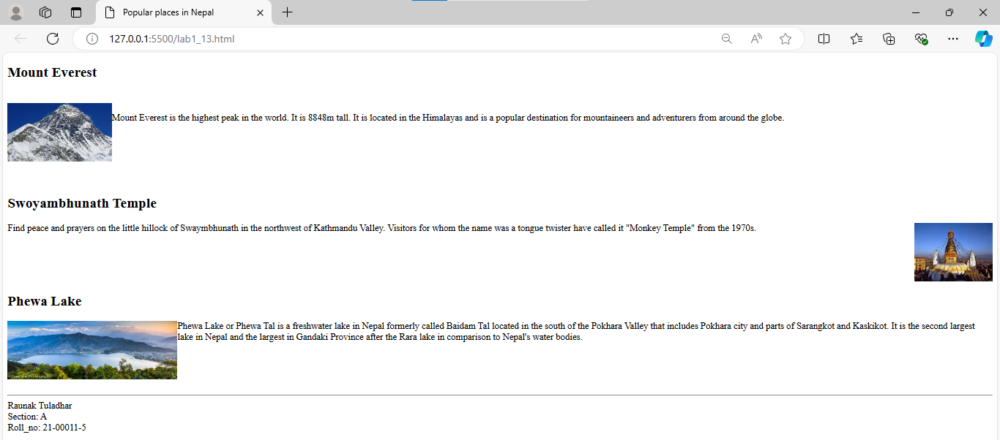 Popular places in Nepal
127.0.0.1:5500/lab1_13.html
Mount Everest
Mount Everest is the highest peak in the world. It is 8848m tall. It is located in the Himalayas and is a popular destination for mountaineers and adventurers from around the globe.
Swoyambhunath Temple
Find peace and prayers on the little hillock of Swaymbhunath in the northwest of Kathmandu Valley. Visitors for whom the name was a tongue twister have called it "Monkey Temple" from the 1970s.
Phewa Lake
Phewa Lake or Phewa Tal is a freshwater lake in Nepal formerly called Baidam Tal located in the south of the Pokhara Valley that includes Pokhara city and parts of Sarangkot and Kaskikot. It is the second largest
lake in Nepal and the largest in Gandaki Province after the Rara lake in comparison to Nepal's water bodies.
Raunak Tuladhar
Section: A
Roll_no: 21-00011-5